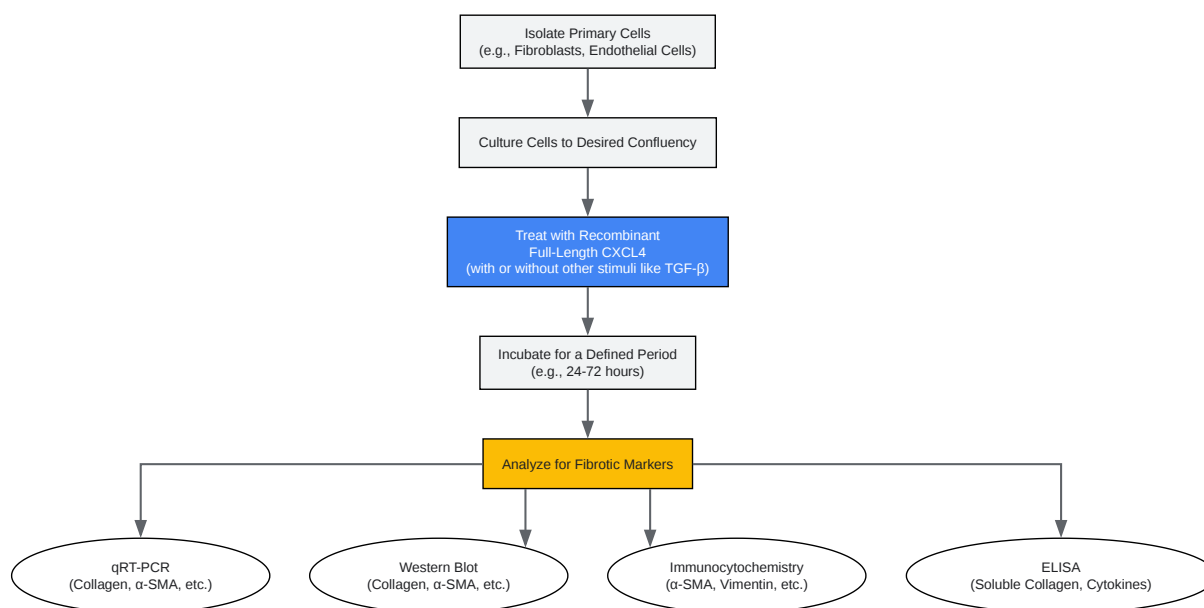 Isolate Primary Cells
(e.g., Fibroblasts, Endothelial Cells)
Culture Cells to Desired Confluency
Treat with Recombinant
Full-Length CXCL4
(with or without other stimuli like TGF-β)
Incubate for a Defined Period
(e.g., 24-72 hours)
Analyze for Fibrotic Markers
qRT-PCR
(Collagen, α-SMA, etc.)
Western Blot
(Collagen, α-SMA, etc.)
Immunocytochemistry
(α-SMA, Vimentin, etc.)
ELISA
(Soluble Collagen, Cytokines)